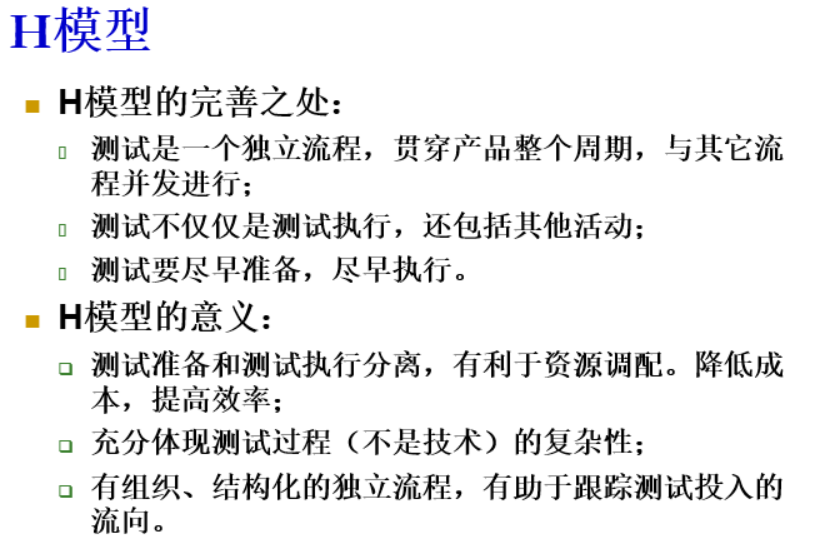 H模型
H模型的完善之处：
测试是一个独立流程，贯穿产品整个周期，与其它流
程并发进行；
测试不仅仅是测试执行，还包括其他活动；
测试要尽早准备，尽早执行。
H模型的意义：
测试准备和测试执行分离，有利于资源调配。降低成
本，提高效率；
充分体现测试过程（不是技术）的复杂性；
有组织、结构化的独立流程，有助于跟踪测试投入的
流向。